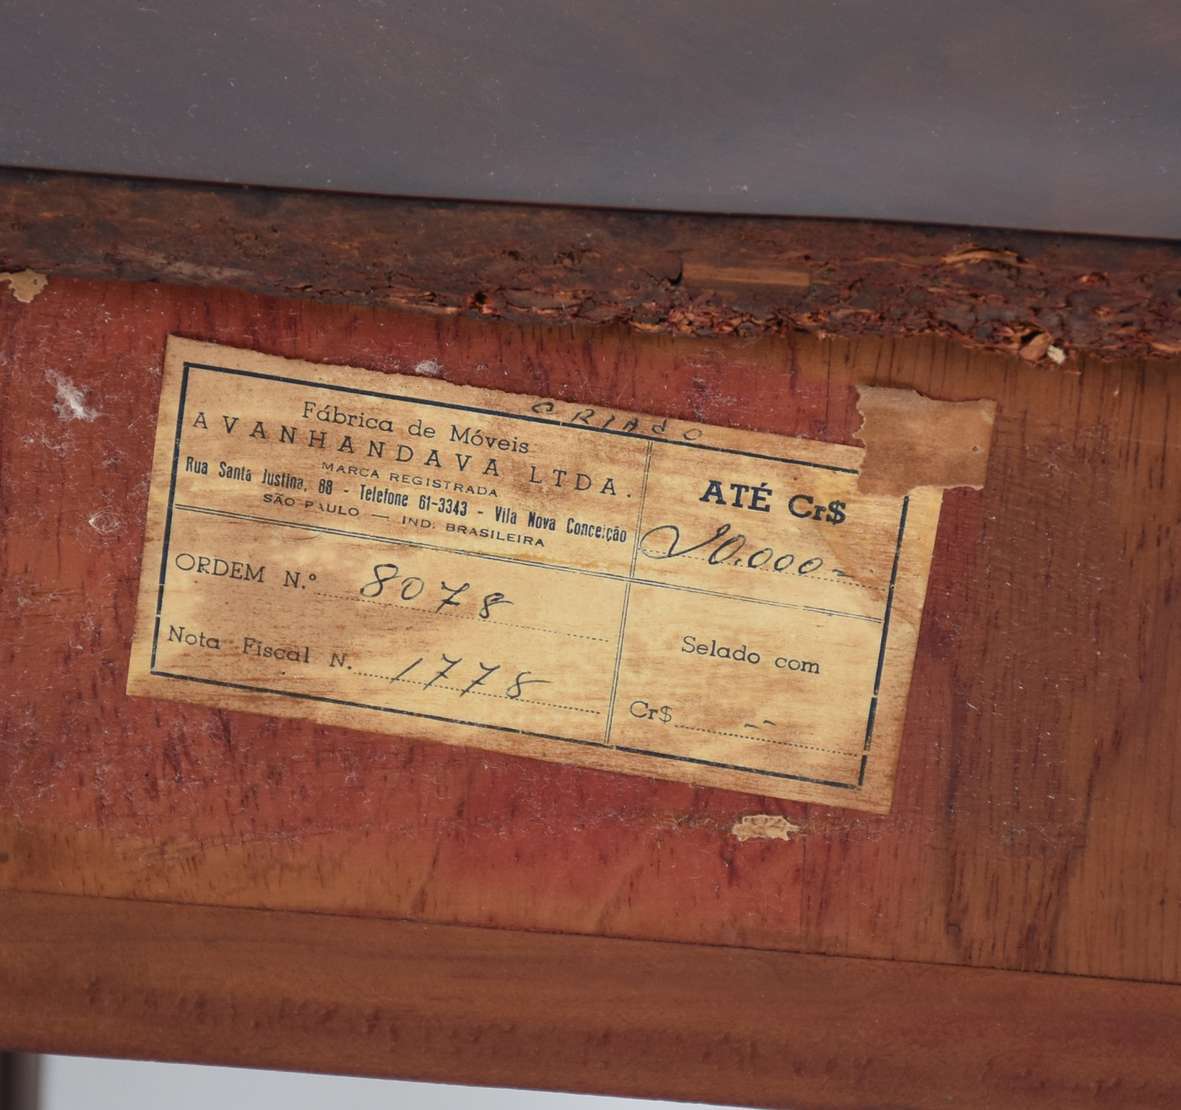 CRIADO
Fábrica de Móveis
AVANHANDAVA LTDA.
MARCA REGISTRADA
Rua Santa Justina, 88 - Telefone 61-3343 - Vila Nova Conceição
SÃO PAULO — IND. BRASILEIRA
ATÉ Cr$
20.000=
ORDEM N.º 8078
Nota Fiscal N. 1778
Selado com
Cr$ --